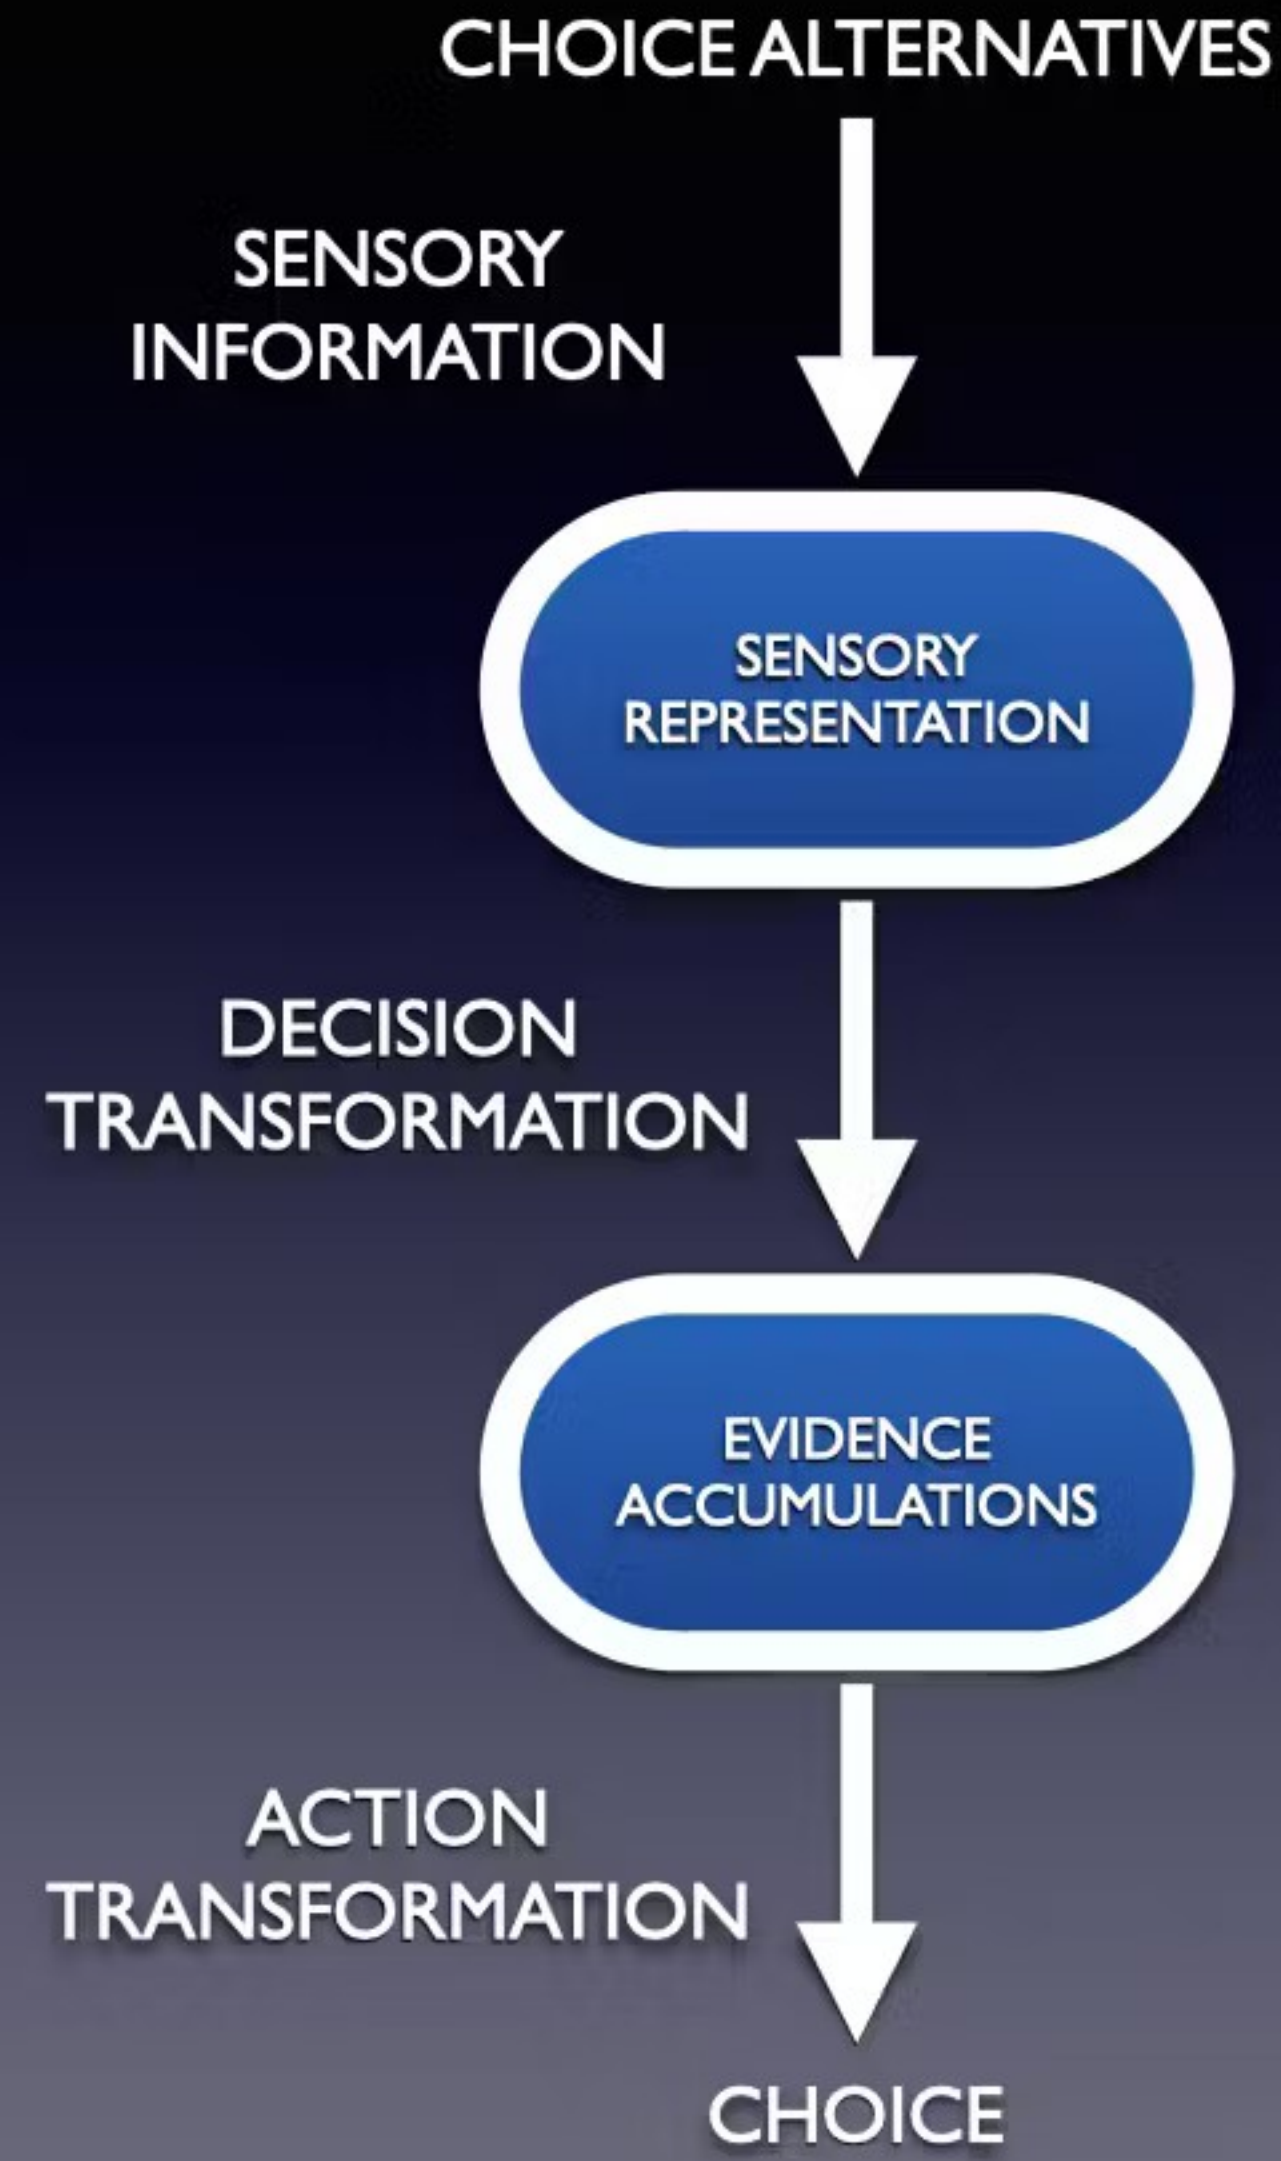 CHOICE ALTERNATIVES
SENSORY
INFORMATION
SENSORY
REPRESENTATION
DECISION
TRANSFORMATION
EVIDENCE
ACCUMULATIONS
ACTION
TRANSFORMATION
CHOICE